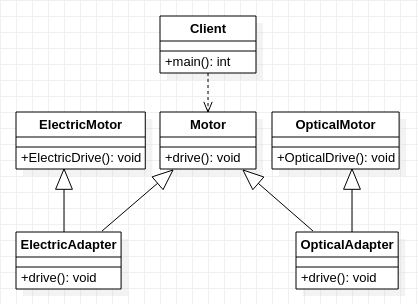 Client
+main(): int
ElectricMotor
+ElectricDrive(): void
Motor
+drive(): void
OpticalMotor
+OpticalDrive(): void
ElectricAdapter
+drive(): void
OpticalAdapter
+drive(): void